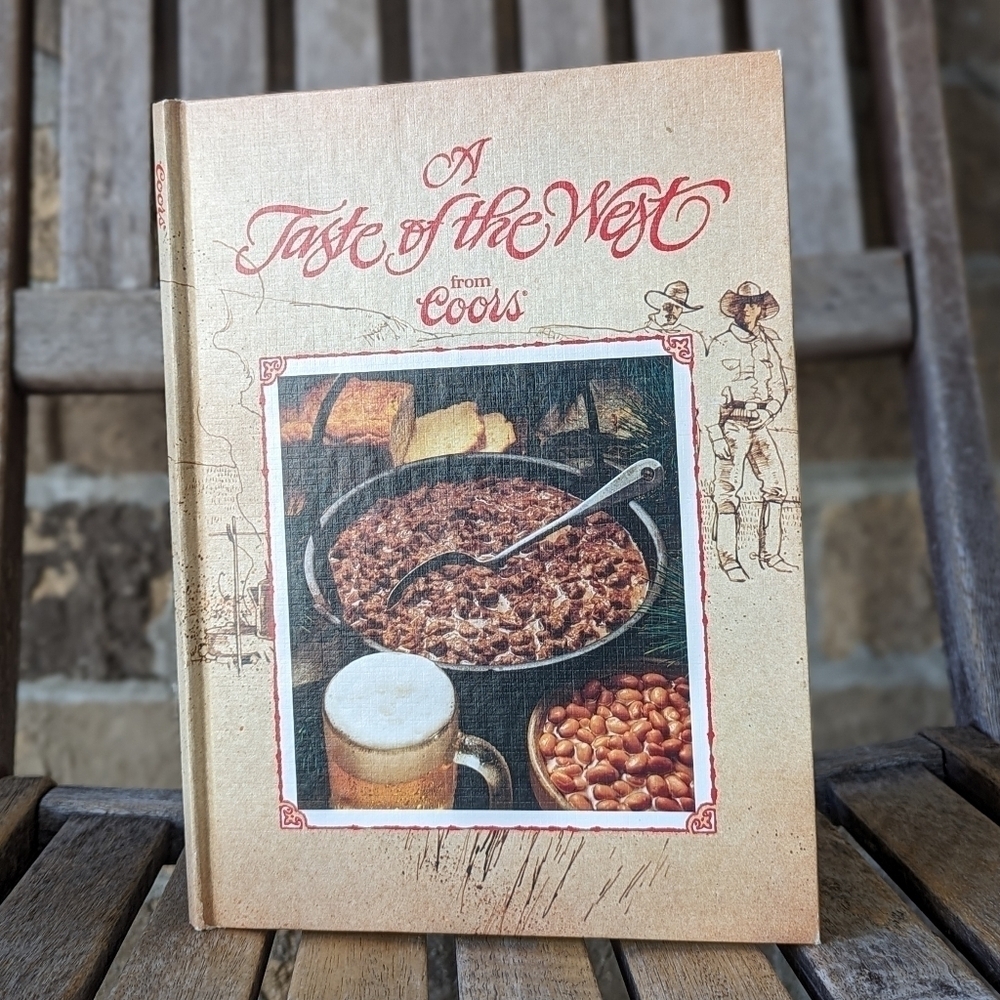 A
Taste of the West
from
Coors®
Coors